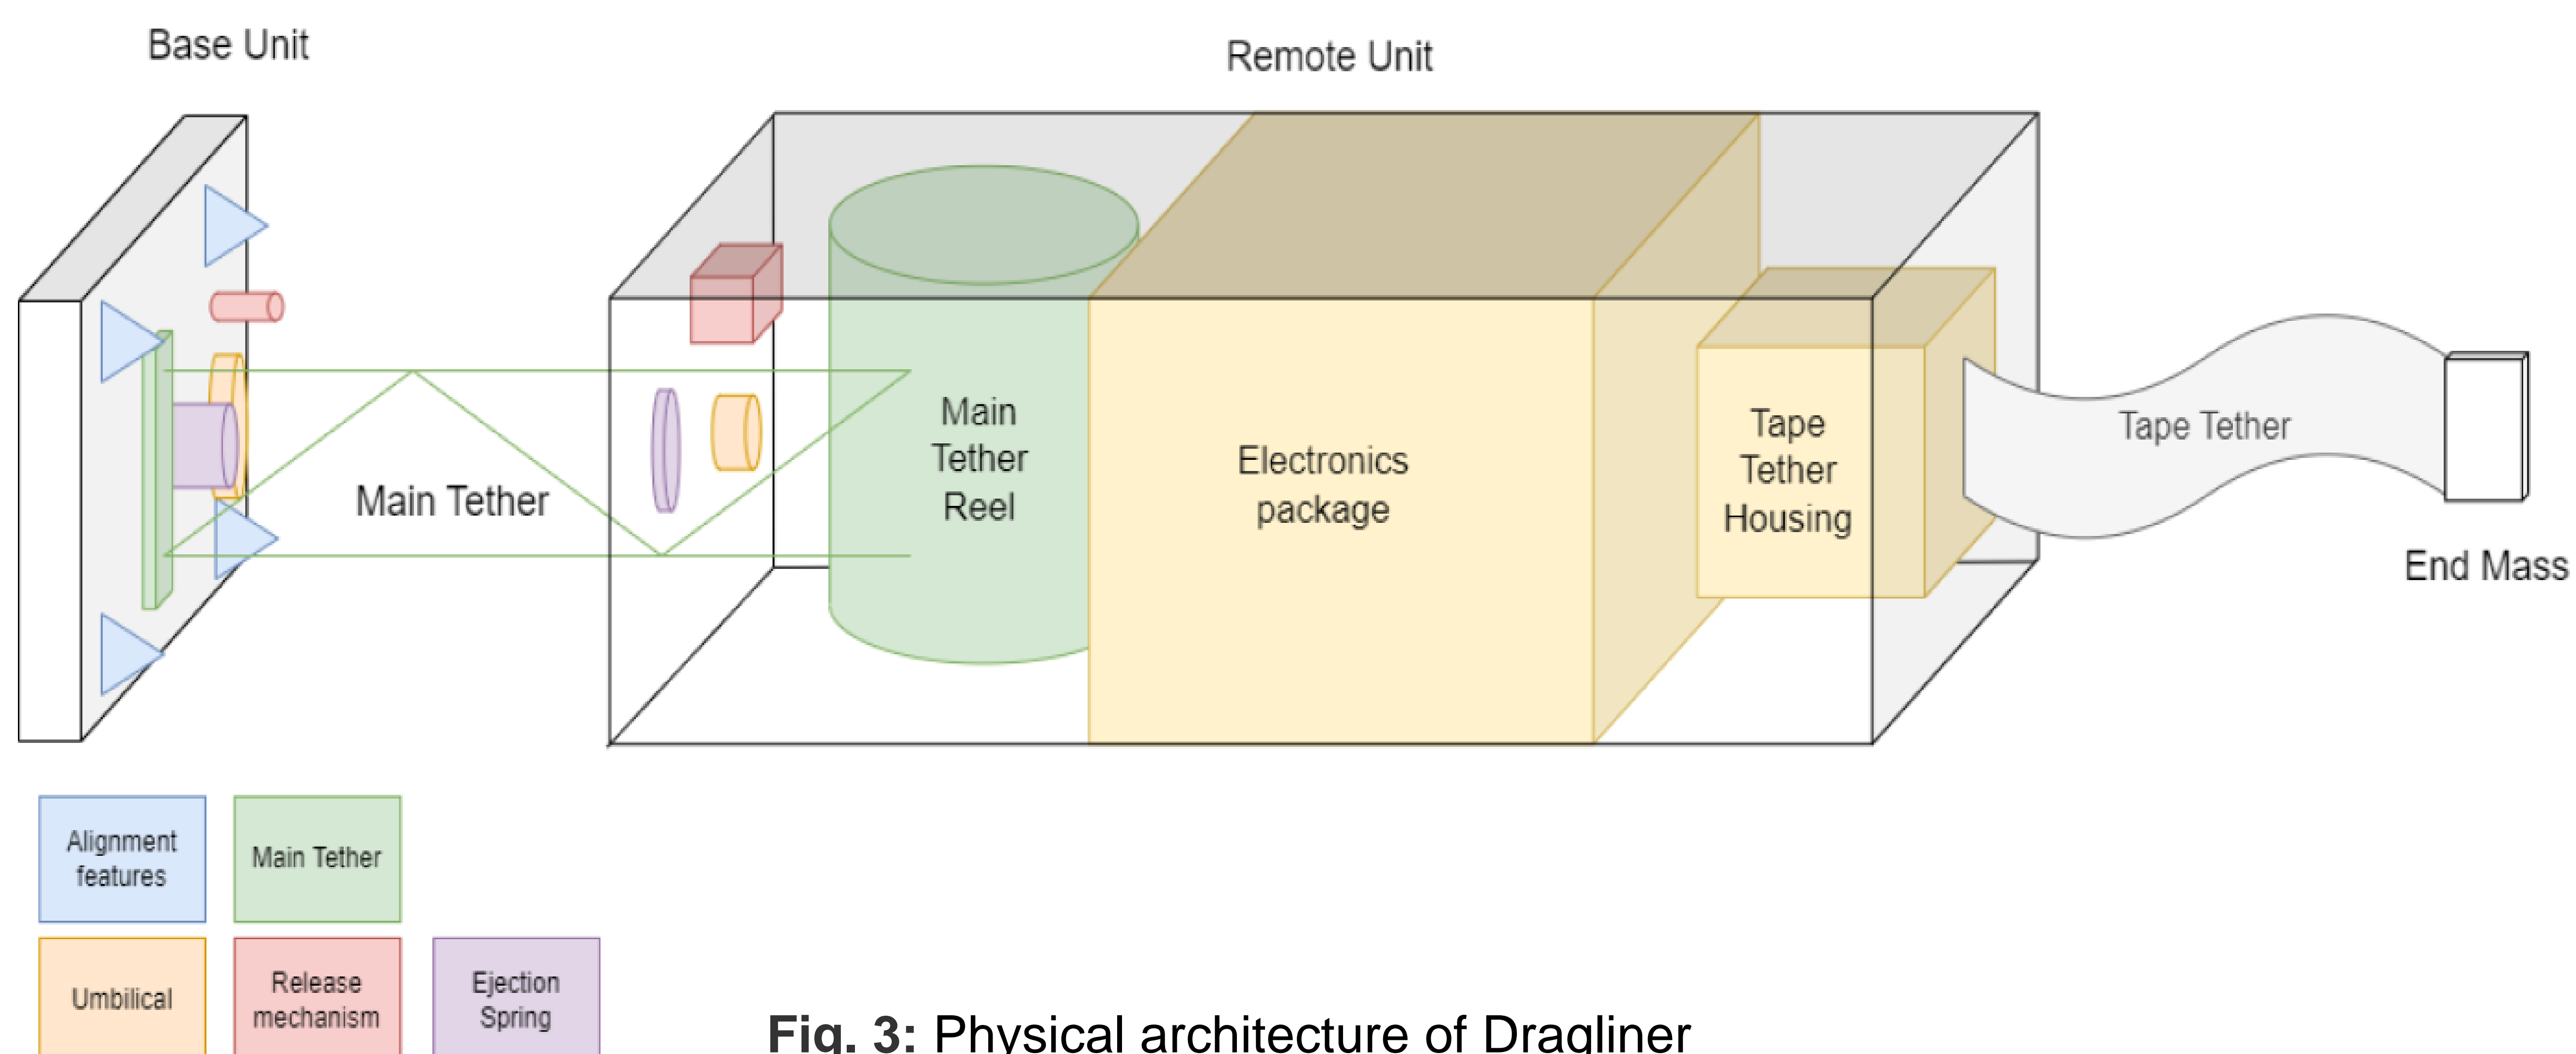 Base Unit
Remote Unit
Main
Tether
Reel
Electronics
package
Tape
Tether
Housing
Tape Tether
Main Tether
End Mass
Alignment
features
Main Tether
Umbilical
Release
mechanism
Ejection
Spring
Fig. 3: Physical architecture of Dragliner